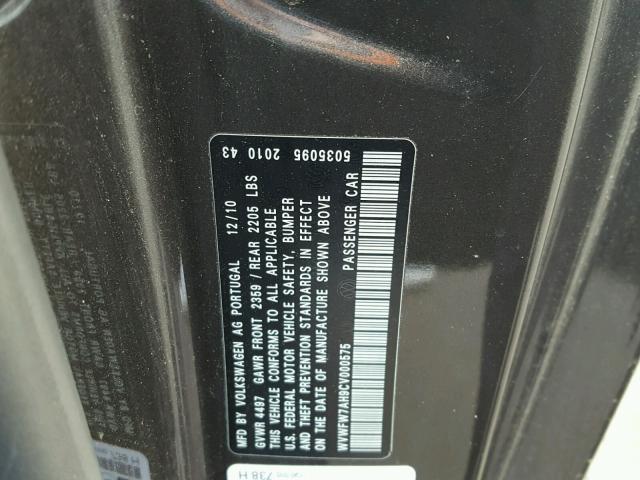 5035095 2010 43
MFD BY VOLKSWAGEN AG PORTUGAL 12/10
GVWR 4497 GAWR FRONT 2359 /REAR 2205 LBS
THIS VEHICLE CONFORMS TO ALL APPLICABLE
U.S. FEDERAL MOTOR VEHICLE SAFETY, BUMPER
AND THEFT PREVENTION STANDARDS IN EFFECT
ON THE DATE OF MANUFACTURE SHOWN ABOVE
WVWFW7AH9CV000575 PASSENGER CAR
738 H